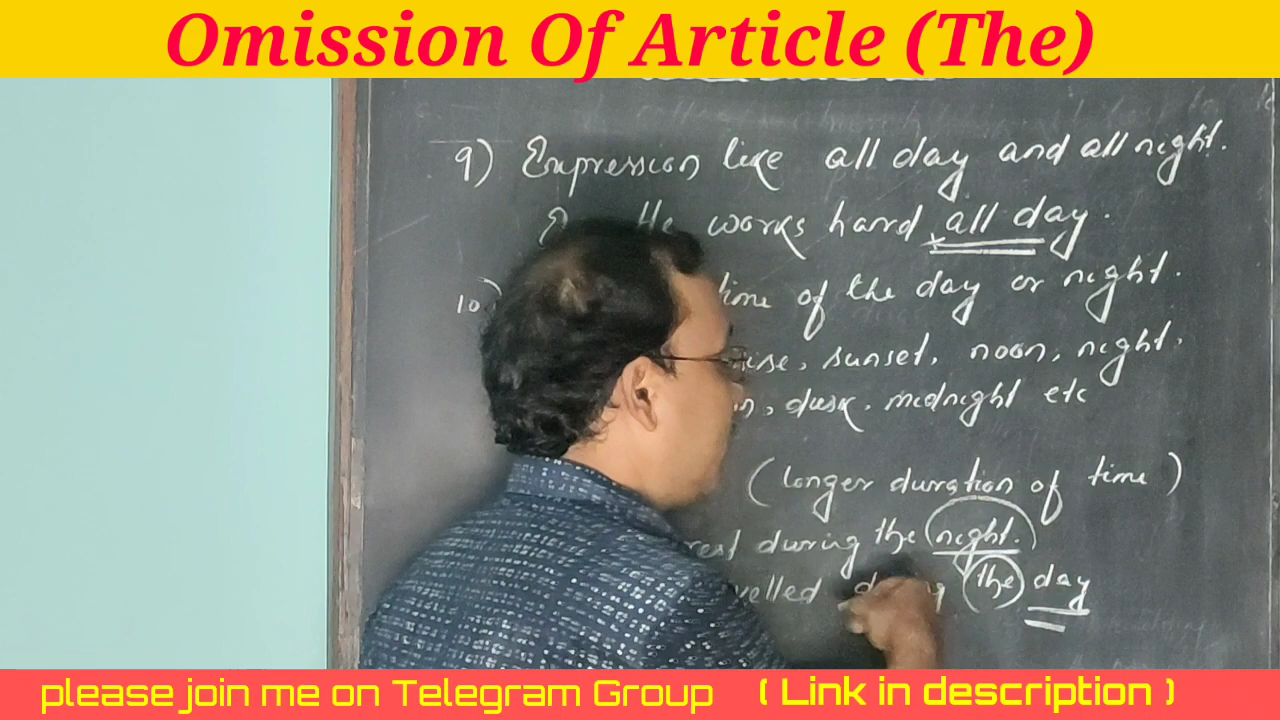 Omission Of Article (The)
9) Expression like all day and all night.
He works hard all day.
10) time of the day or night.
sunset, noon, night,
dusk, midnight etc
(longer duration of time)
rest during the night.
the day
please join me on Telegram Group ( Link in description )